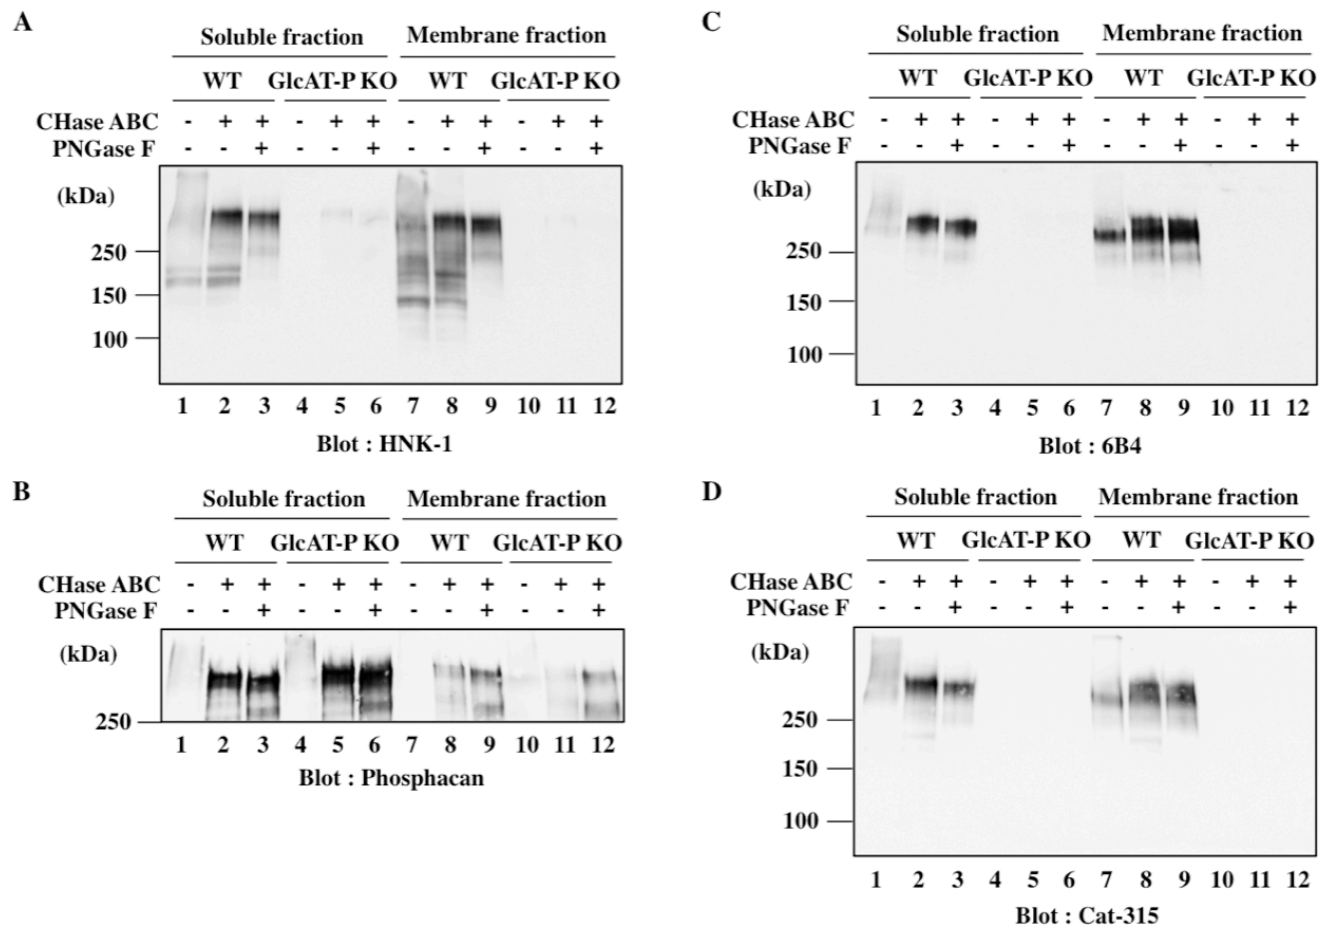 A
Soluble fraction Membrane fraction
WT GlcAT-P KO WT GlcAT-P KO
CHase ABC - + + - + + - + + - + +
PNGase F - - + - - + - - + - - +
(kDa)
250
150
100
1 2 3 4 5 6 7 8 9 10 11 12
Blot : HNK-1
B
Soluble fraction Membrane fraction
WT GlcAT-P KO WT GlcAT-P KO
CHase ABC - + + - + + - + + - + +
PNGase F - - + - - + - - + - - +
(kDa)
250
1 2 3 4 5 6 7 8 9 10 11 12
Blot : Phosphacan
C
Soluble fraction Membrane fraction
WT GlcAT-P KO WT GlcAT-P KO
CHase ABC - + + - + + - + + - + +
PNGase F - - + - - + - - + - - +
(kDa)
250
150
100
1 2 3 4 5 6 7 8 9 10 11 12
Blot : 6B4
D
Soluble fraction Membrane fraction
WT GlcAT-P KO WT GlcAT-P KO
CHase ABC - + + - + + - + + - + +
PNGase F - - + - - + - - + - - +
(kDa)
250
150
100
1 2 3 4 5 6 7 8 9 10 11 12
Blot : Cat-315